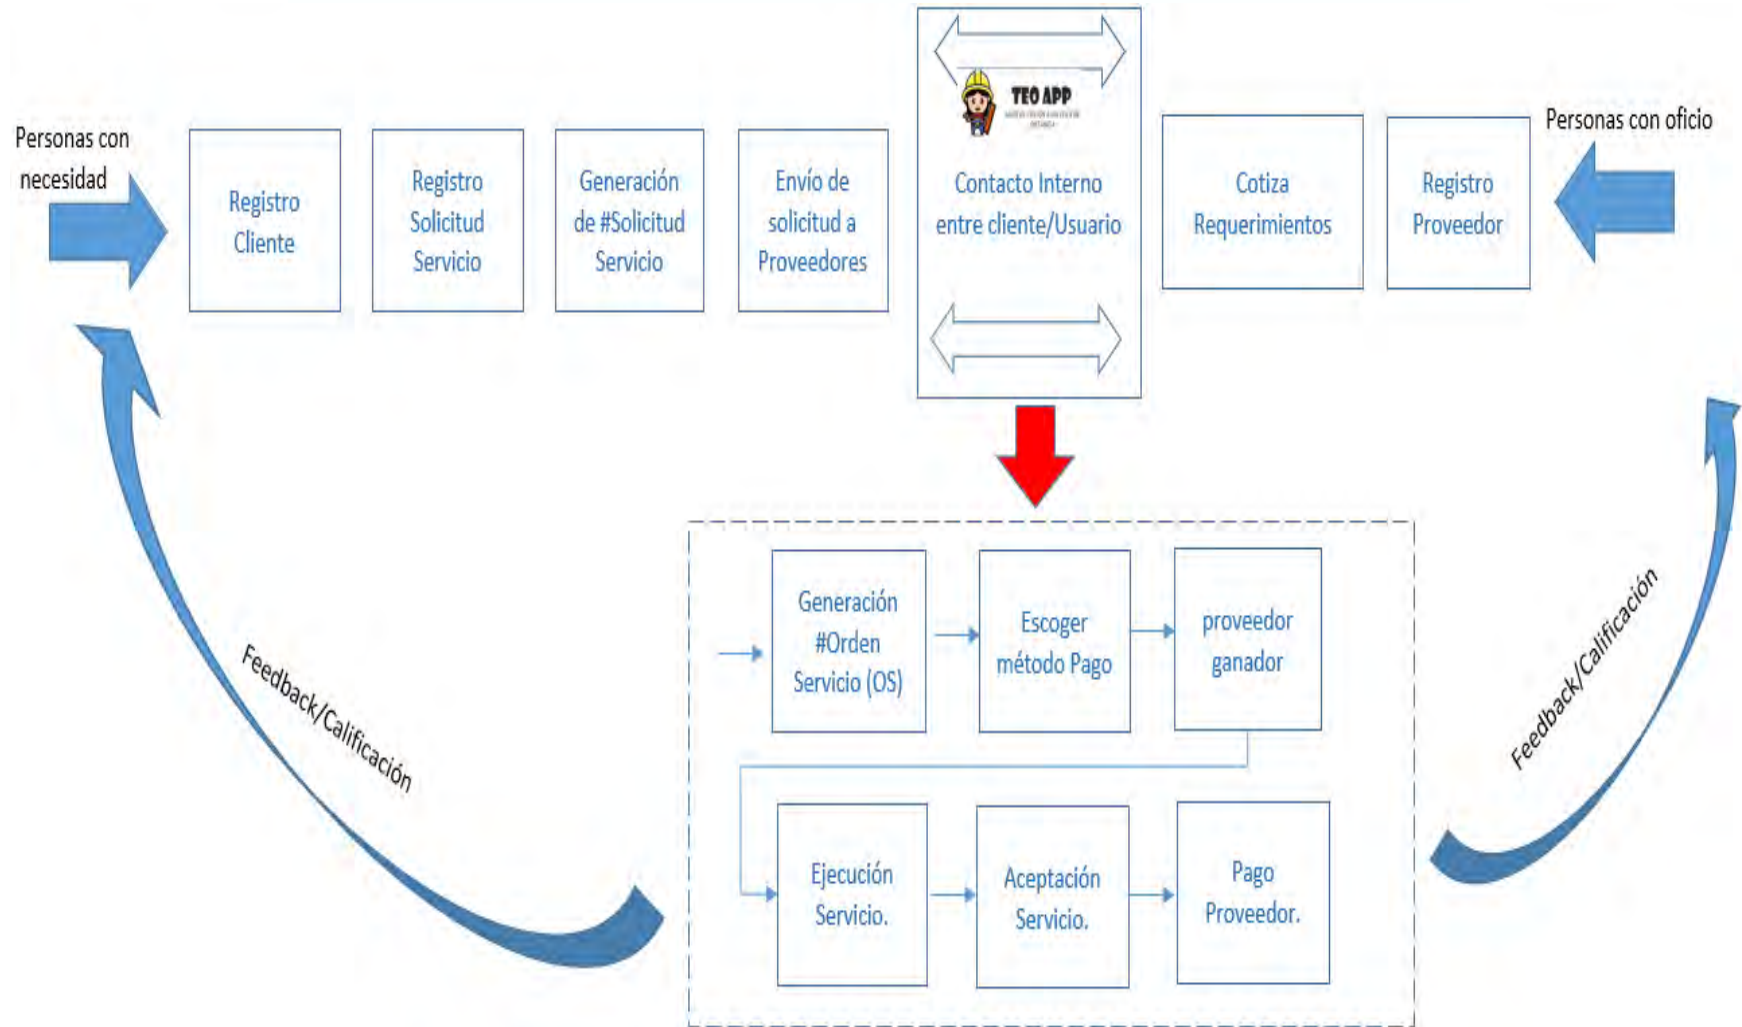 Personas con
necesidad
Registro
Cliente
Registro
Solicitud
Servicio
Generación
de #Solicitud
Servicio
Envío de
solicitud a
Proveedores
TEO APP
Contacto Interno
entre cliente/Usuario
Cotiza
Requerimientos
Registro
Proveedor
Personas con oficio
Generación
#Orden
Servicio (OS)
Escoger
método Pago
proveedor
ganador
Ejecución
Servicio.
Aceptación
Servicio.
Pago
Proveedor.
Feedback/Calificación
Feedback/Calificación